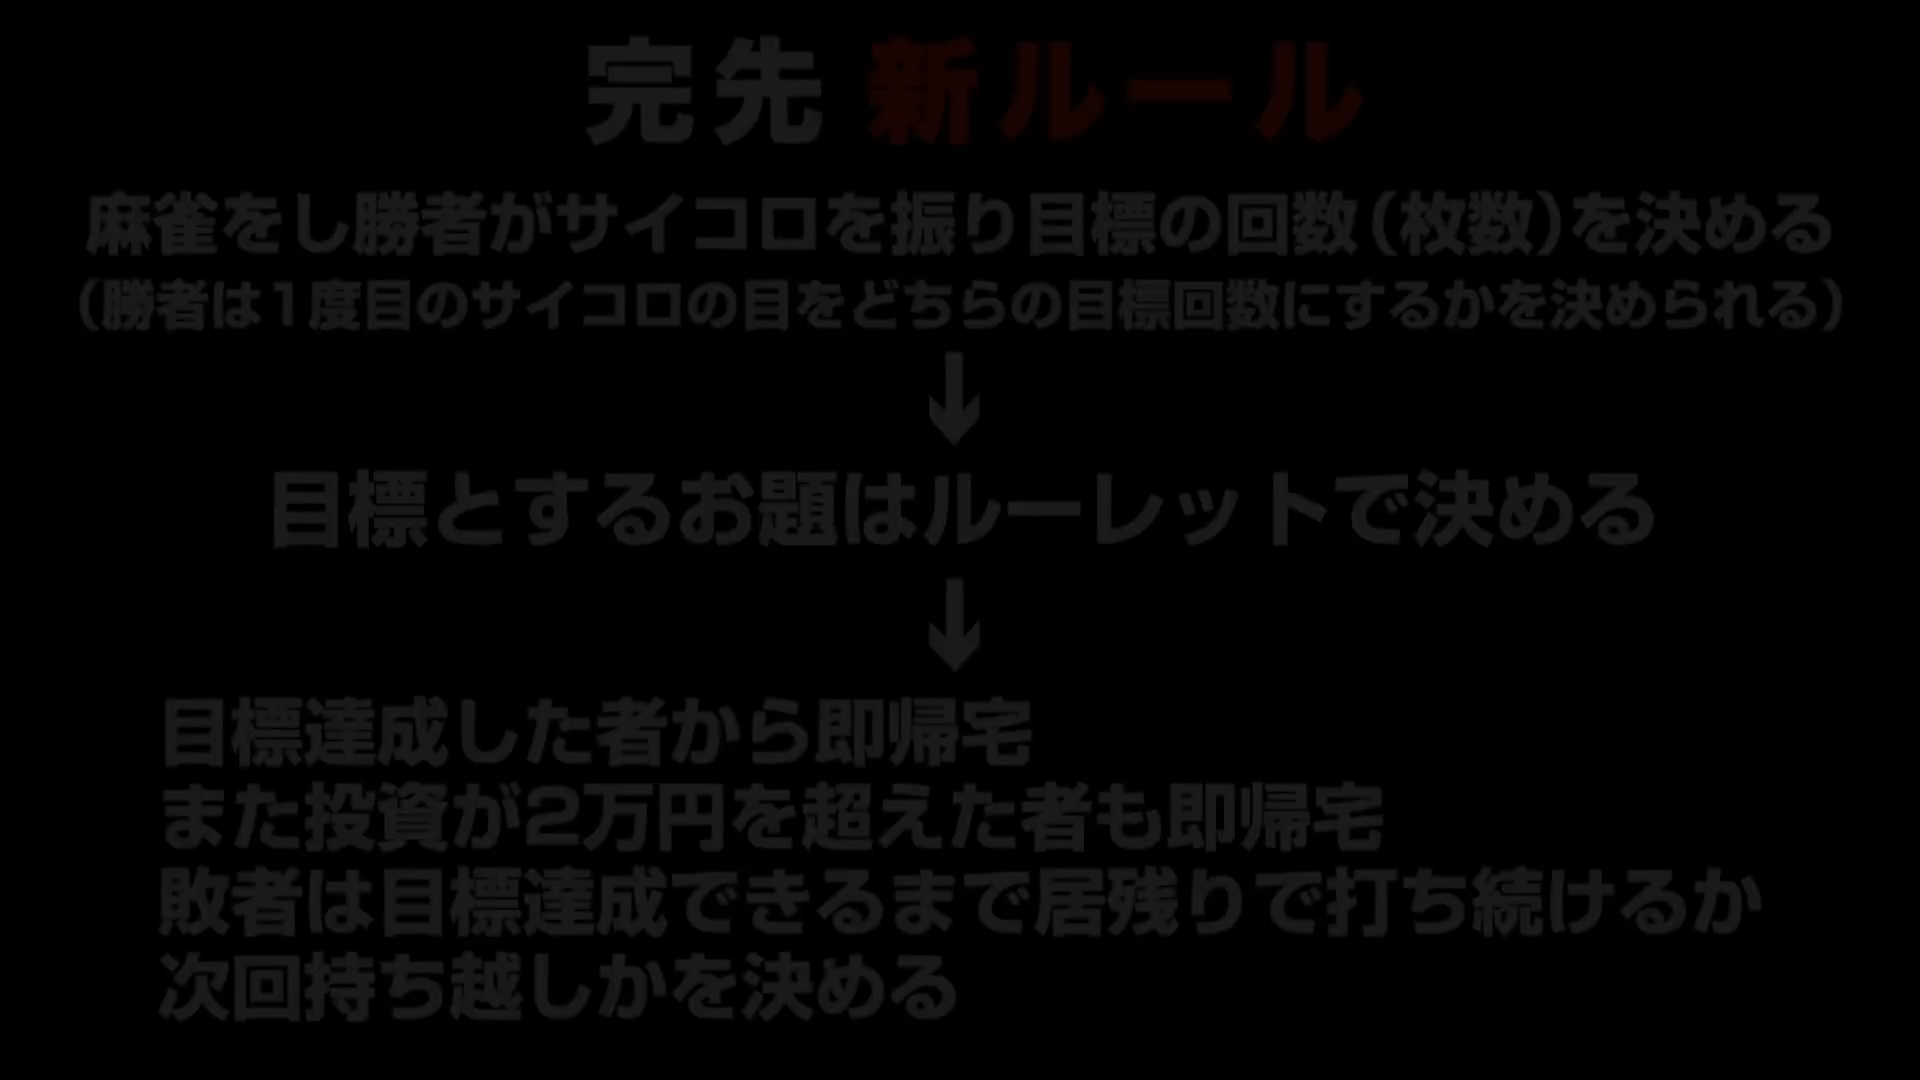 完先 新ルール
麻雀をし勝者がサイコロを振り目標の回数(枚数)を決める
(勝者は1度目のサイコロの目をどちらの目標回数にするかを決められる)
↓
目標とするお題はルーレットで決める
↓
目標達成した者から即帰宅
また投資が2万円を超えた者も即帰宅
敗者は目標達成できるまで居残りで打ち続けるか
次回持ち越しかを決める